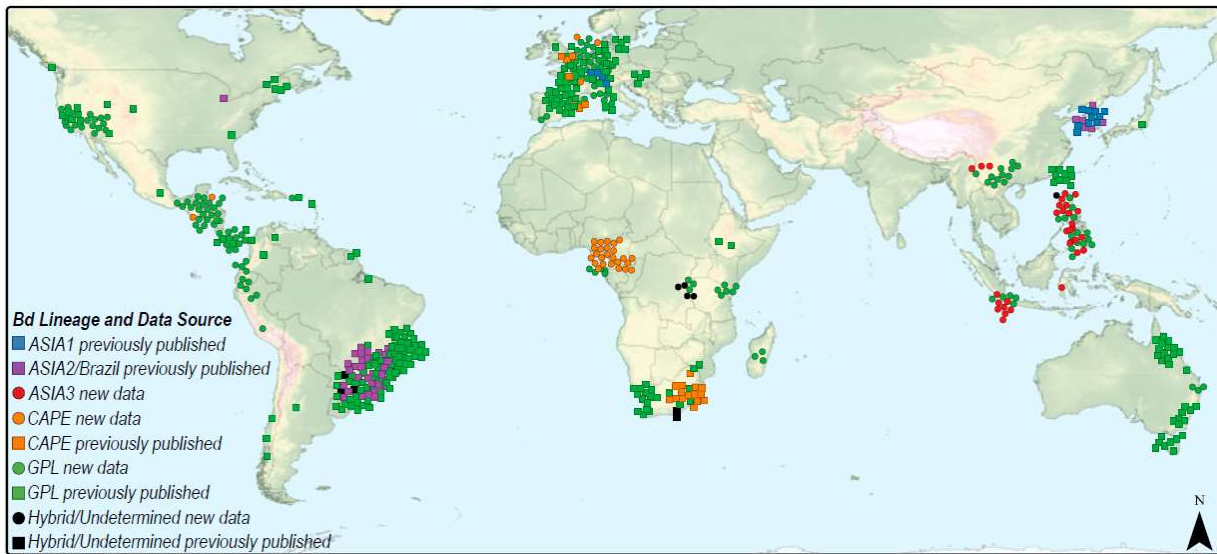 Bd Lineage and Data Source
ASIA1 previously published
ASIA2/Brazil previously published
ASIA3 new data
CAPE new data
CAPE previously published
GPL new data
GPL previously published
Hybrid/Undetermined new data
Hybrid/Undetermined previously published
N